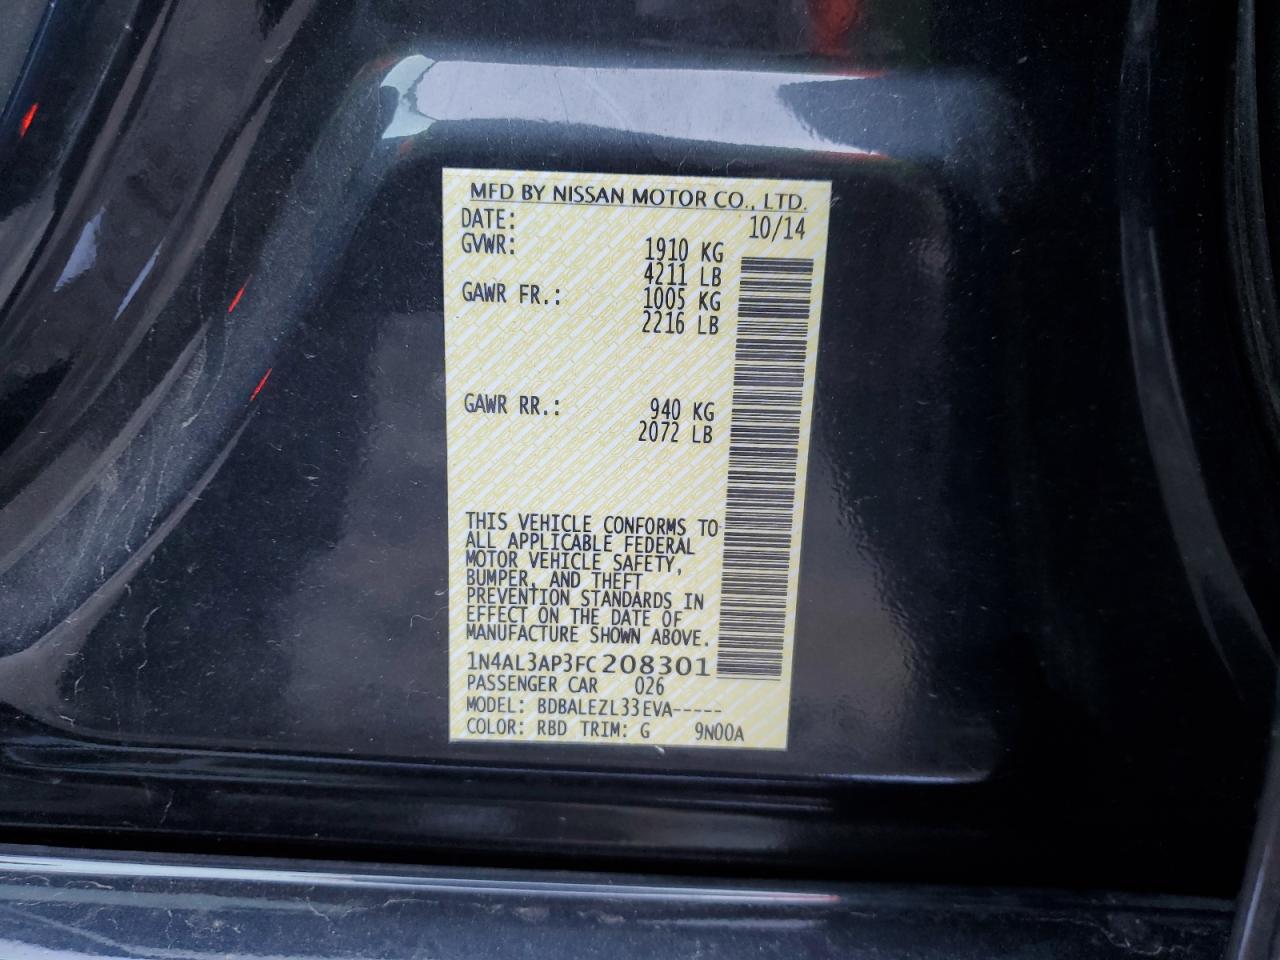 MFD BY NISSAN MOTOR CO., LTD.
DATE: 10/14
GVWR: 1910 KG
4211 LB
GAWR FR.: 1005 KG
2216 LB
GAWR RR.: 940 KG
2072 LB
THIS VEHICLE CONFORMS TO
ALL APPLICABLE FEDERAL
MOTOR VEHICLE SAFETY,
BUMPER, AND THEFT
PREVENTION STANDARDS IN
EFFECT ON THE DATE OF
MANUFACTURE SHOWN ABOVE.
1N4AL3AP3FC208301
PASSENGER CAR 026
MODEL: BDBALEZL33EVA-----
COLOR: RBD TRIM: G 9N00A